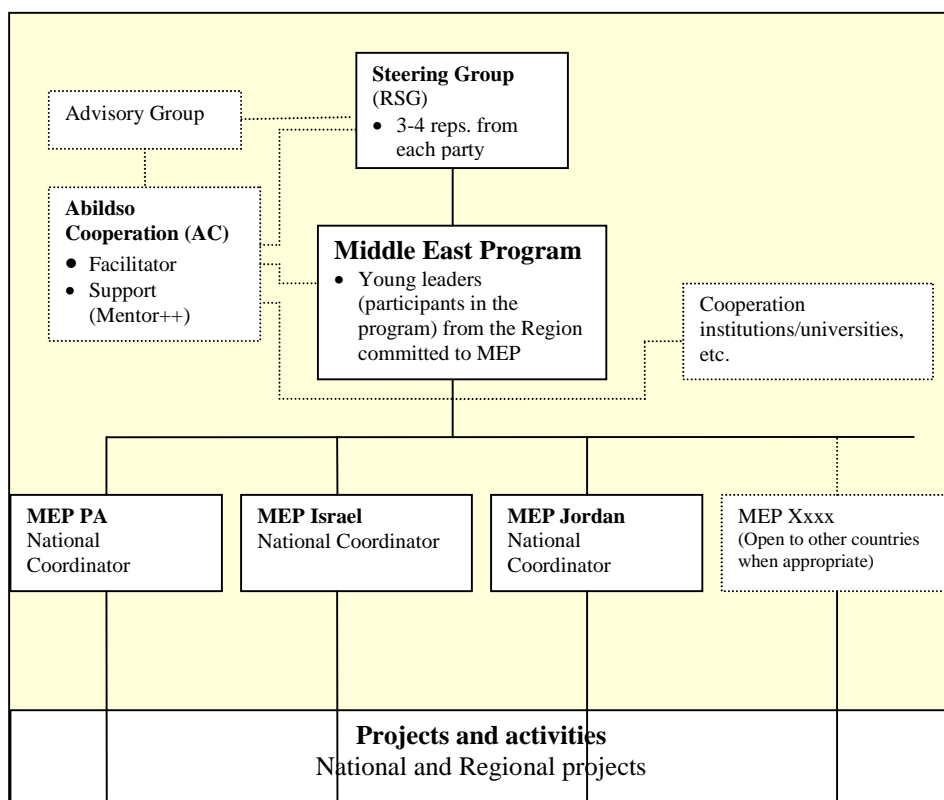 Steering Group
(RSG)
• 3-4 reps. from
each party
Advisory Group
Abildso
Cooperation (AC)
• Facilitator
• Support
(Mentor++)
Middle East Program
• Young leaders
(participants in the
program) from the Region
committed to MEP
Cooperation
institutions/universities,
etc.
MEP PA
National
Coordinator
MEP Israel
National Coordinator
MEP Jordan
National
Coordinator
MEP Xxxx
(Open to other countries
when appropriate)
Projects and activities
National and Regional projects